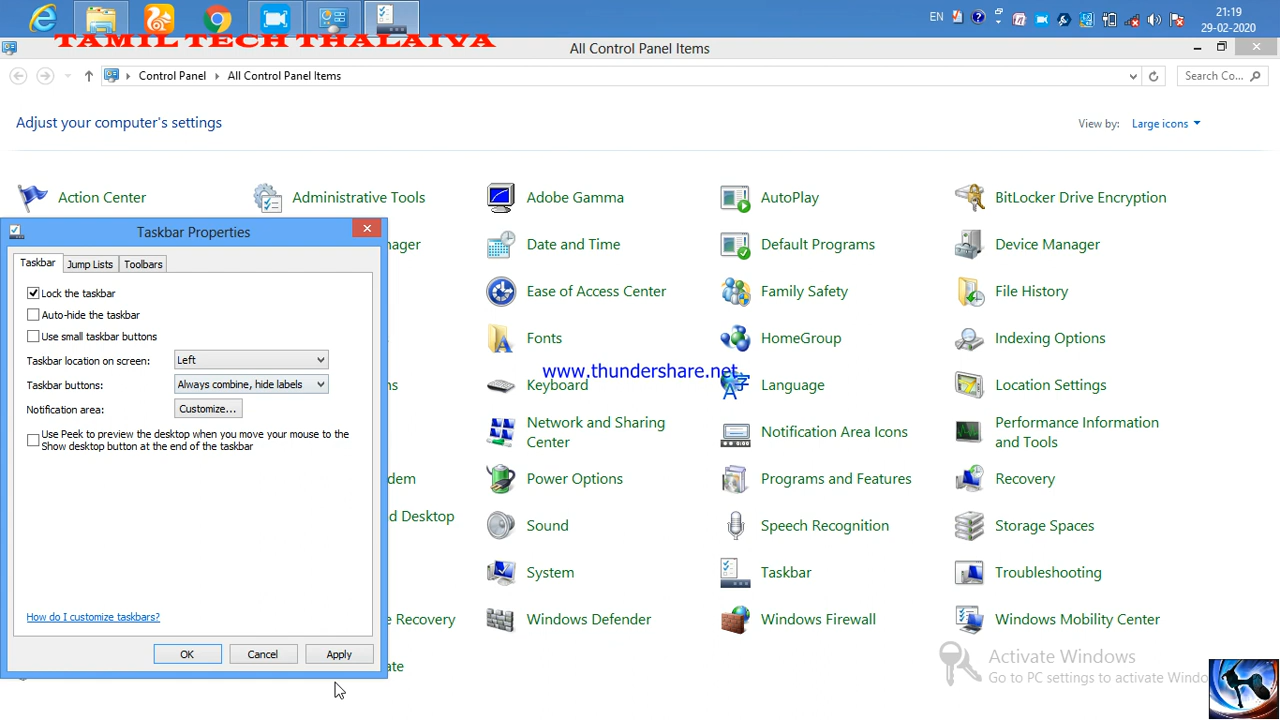 EN
21:19
29-02-2020
TAMIL TECH THALAIVA
All Control Panel Items
Control Panel
All Control Panel Items
Search Co...
Adjust your computer's settings
View by: Large icons
Action Center
Administrative Tools
Adobe Gamma
AutoPlay
BitLocker Drive Encryption
Taskbar Properties
nager
Date and Time
Default Programs
Device Manager
Taskbar
Jump Lists
Toolbars
Lock the taskbar
Ease of Access Center
Family Safety
File History
Auto-hide the taskbar
Use small taskbar buttons
Fonts
HomeGroup
Indexing Options
Taskbar location on screen: Left
www.thundershare.net
Taskbar buttons: Always combine, hide labels
ns
Keyboard
Language
Location Settings
Notification area: Customize...
Use Peek to preview the desktop when you move your mouse to the
Show desktop button at the end of the taskbar
Network and Sharing
Center
Notification Area Icons
Performance Information
and Tools
dem
Power Options
Programs and Features
Recovery
d Desktop
Sound
Speech Recognition
Storage Spaces
System
Taskbar
Troubleshooting
How do I customize taskbars?
e Recovery
Windows Defender
Windows Firewall
Windows Mobility Center
OK
Cancel
Apply
ate
Activate Windows
Go to PC settings to activate Windo